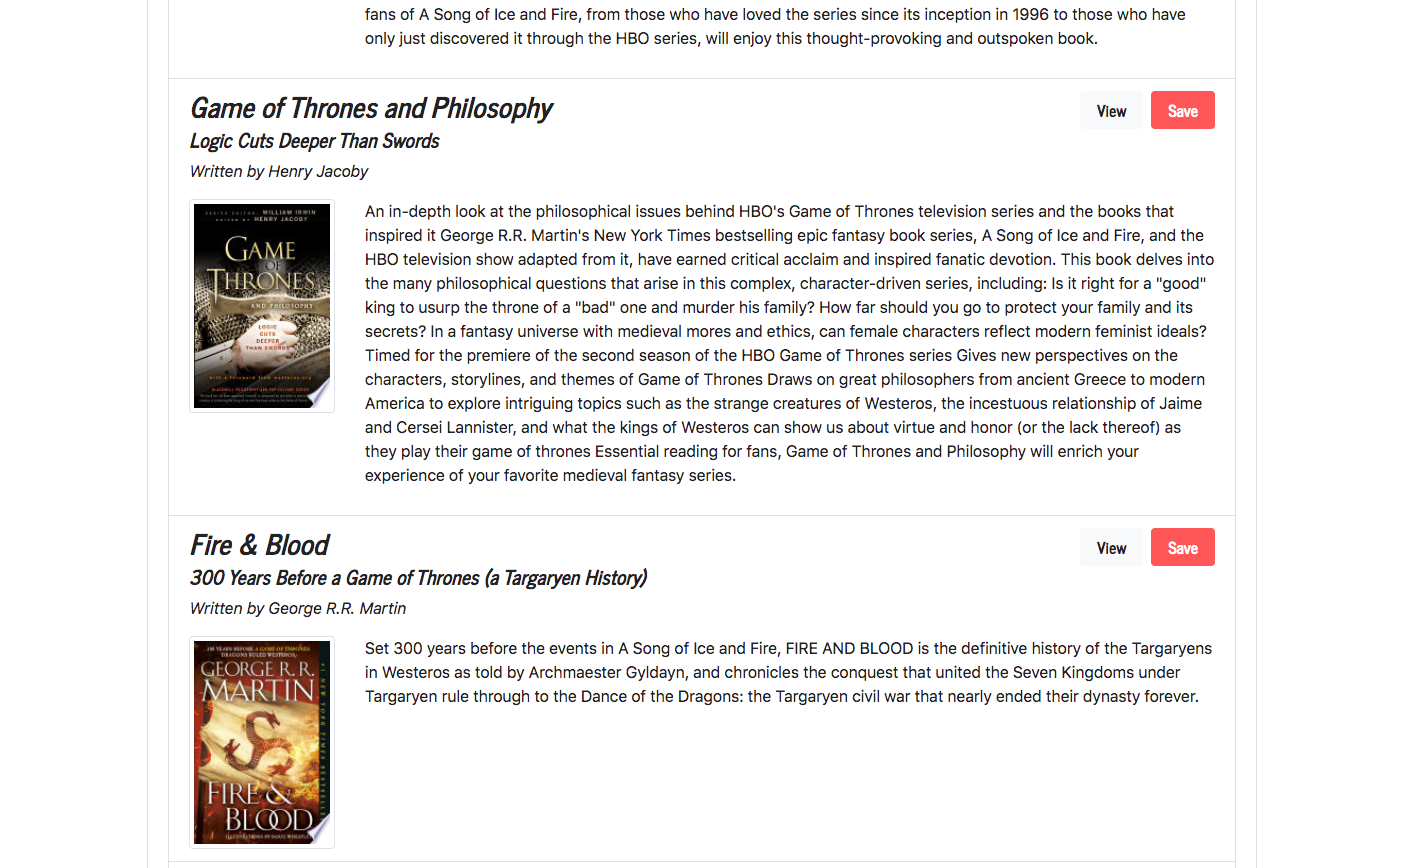 fans of A Song of Ice and Fire, from those who have loved the series since its inception in 1996 to those who have
only just discovered it through the HBO series, will enjoy this thought-provoking and outspoken book.
Game of Thrones and Philosophy
View
Save
Logic Cuts Deeper Than Swords
Written by Henry Jacoby
SERIES EDITOR: WILLIAM IRWIN
EDITED BY HENRY JACOBY
GAME
OF
THRONES
AND PHILOSOPHY
LOGIC
CUTS
DEEPER
THAN SWORDS
An in-depth look at the philosophical issues behind HBO's Game of Thrones television series and the books that
inspired it George R.R. Martin's New York Times bestselling epic fantasy book series, A Song of Ice and Fire, and the
HBO television show adapted from it, have earned critical acclaim and inspired fanatic devotion. This book delves into
the many philosophical questions that arise in this complex, character-driven series, including: Is it right for a "good"
king to usurp the throne of a "bad" one and murder his family? How far should you go to protect your family and its
secrets? In a fantasy universe with medieval mores and ethics, can female characters reflect modern feminist ideals?
Timed for the premiere of the second season of the HBO Game of Thrones series Gives new perspectives on the
characters, storylines, and themes of Game of Thrones Draws on great philosophers from ancient Greece to modern
America to explore intriguing topics such as the strange creatures of Westeros, the incestuous relationship of Jaime
and Cersei Lannister, and what the kings of Westeros can show us about virtue and honor (or the lack thereof) as
they play their game of thrones Essential reading for fans, Game of Thrones and Philosophy will enrich your
experience of your favorite medieval fantasy series.
Fire & Blood
View
Save
300 Years Before a Game of Thrones (a Targaryen History)
Written by George R.R. Martin
300 YEARS BEFORE A GAME OF THRONES
DRAGONS RULED WESTEROS
GEORGE R. R.
MARTIN
#1 NEW YORK TIMES BESTSELLER
FIRE &
BLOOD
ILLUSTRATIONS BY DOUG WHEATLEY
Set 300 years before the events in A Song of Ice and Fire, FIRE AND BLOOD is the definitive history of the Targaryens
in Westeros as told by Archmaester Gyldayn, and chronicles the conquest that united the Seven Kingdoms under
Targaryen rule through to the Dance of the Dragons: the Targaryen civil war that nearly ended their dynasty forever.